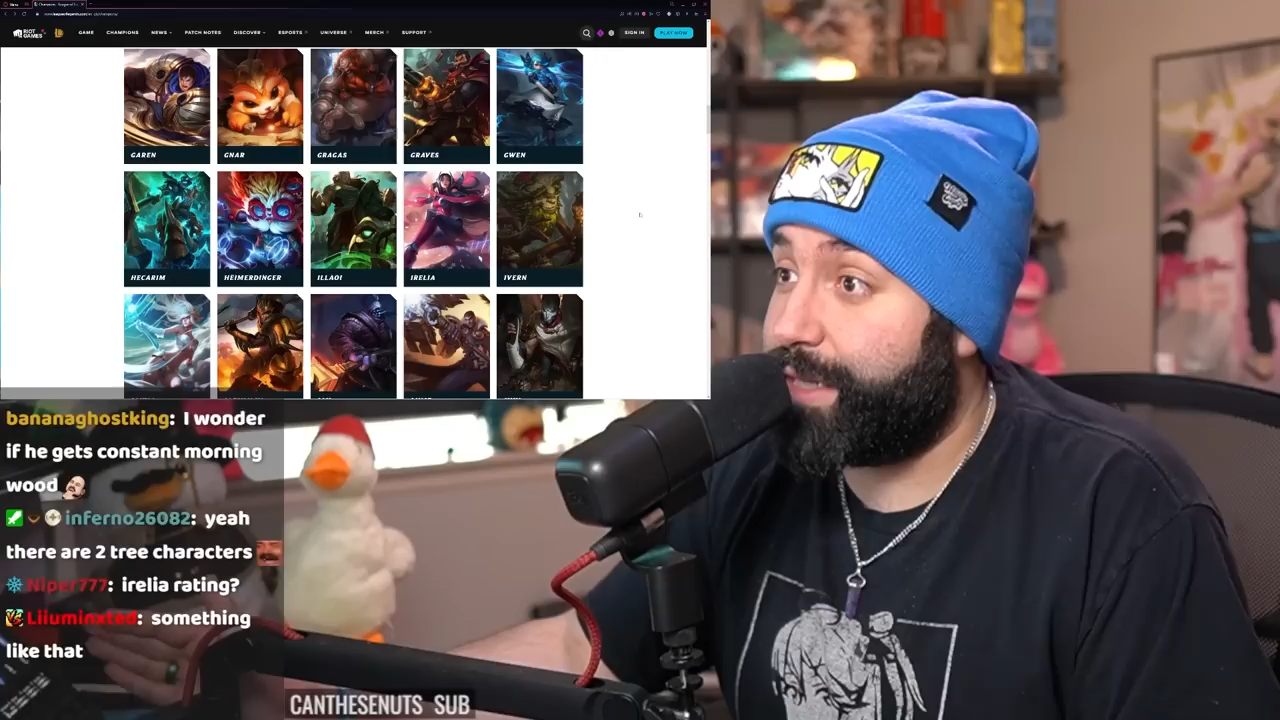 RIOT GAMES
GAME CHAMPIONS NEWS PATCH NOTES DISCOVER ESPORTS UNIVERSE MERCH SUPPORT SIGN IN PLAY NOW
GAREN GNAR GRAGAS GRAVES GWEN
HECARIM HEIMERDINGER ILLAOI IRELIA IVERN
bananaghostking: I wonder
if he gets constant morning
wood
inferno26082: yeah
there are 2 tree characters
Niper777: irelia rating?
Liiuminxted: something
like that
CANTHESENUTS SUB